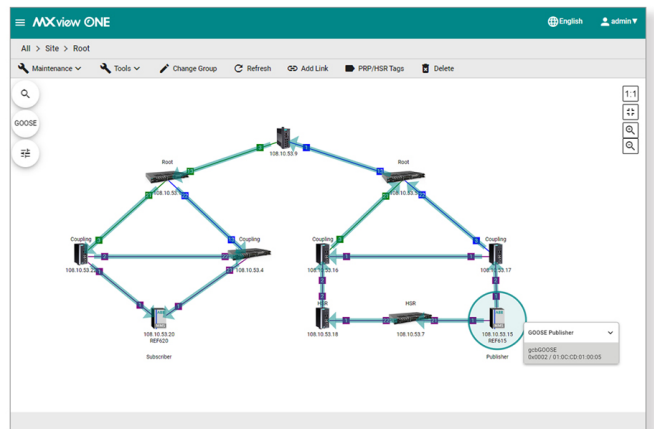 MXview ONE
English
admin
All > Site > Root
Maintenance
Tools
Change Group
Refresh
Add Link
PRP/HSR Tags
Delete
GOOSE
1:1
108.10.53.9
Root
Root
Coupling
Coupling
108.10.53.4
Coupling
108.10.53.16
Coupling
108.10.53.17
108.10.53.20
REF620
Subscriber
HSR
108.10.53.18
HSR
108.10.53.7
108.10.53.15
REF615
Publisher
GOOSE Publisher
gcbGOOSE
0x0002 / 01:0C:CD:01:00:05